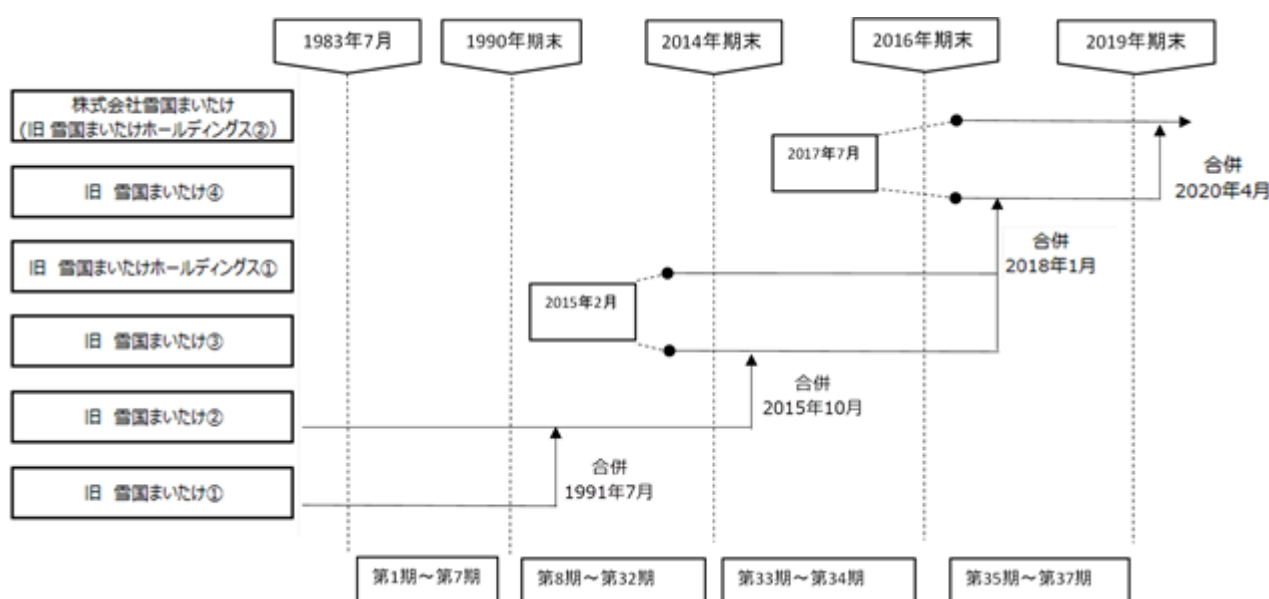 1983年7月
1990年期末
2014年期末
2016年期末
2019年期末
株式会社雪国まいたけ
(旧 雪国まいたけホールディングス②)
2017年7月
合併
2020年4月
旧 雪国まいたけ④
旧 雪国まいたけホールディングス①
合併
2018年1月
2015年2月
旧 雪国まいたけ③
合併
2015年10月
旧 雪国まいたけ②
合併
1991年7月
旧 雪国まいたけ①
第1期～第7期
第8期～第32期
第33期～第34期
第35期～第37期